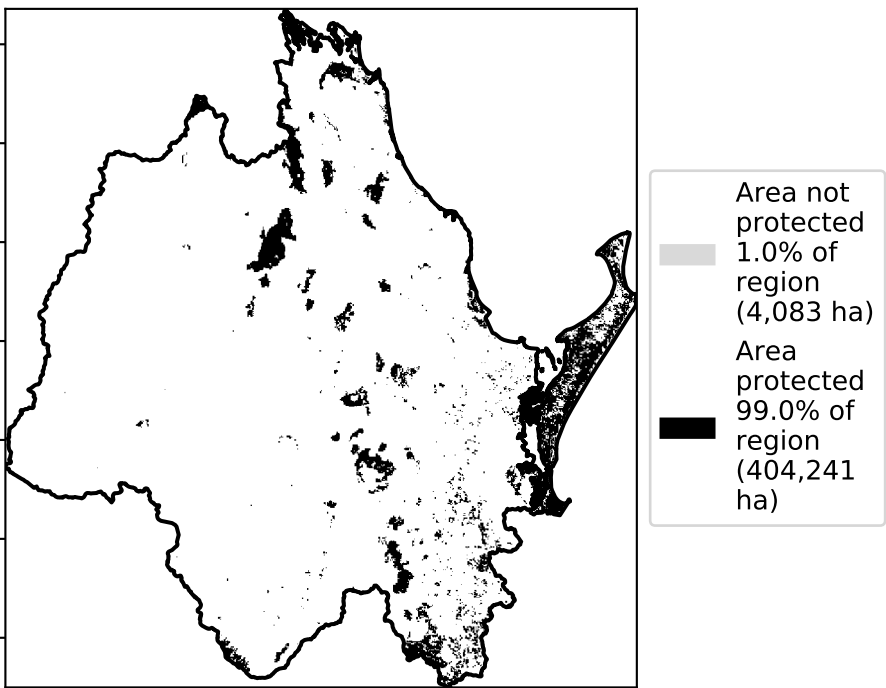 Area not
protected
1.0% of
region
(4,083 ha)
Area
protected
99.0% of
region
(404,241
ha)